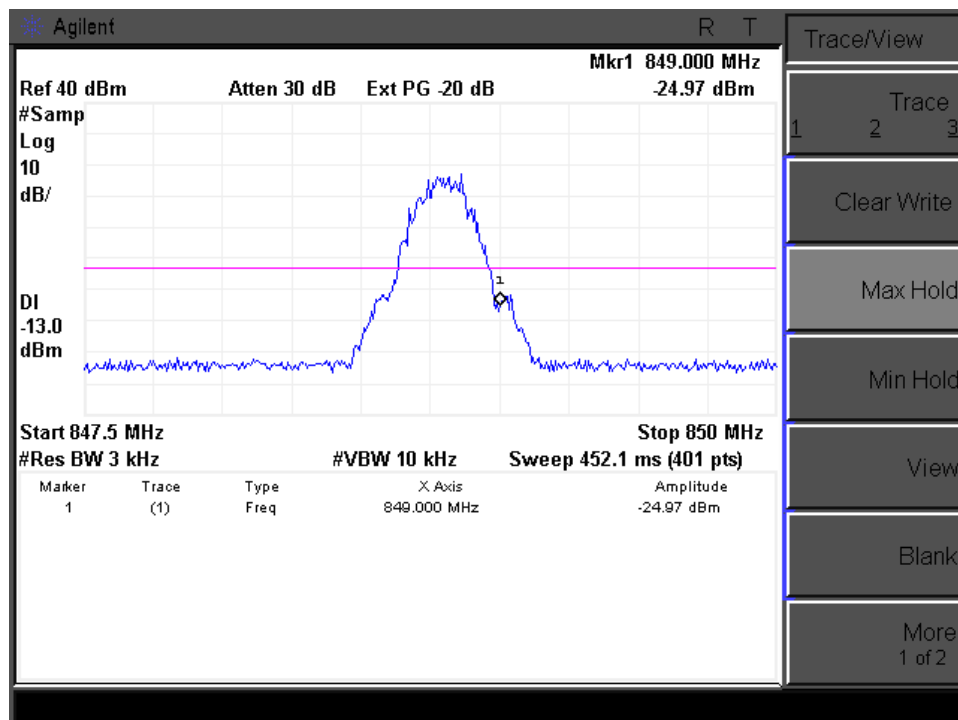 Agilent R T
Mkr1 849.000 MHz
Ref 40 dBm Atten 30 dB Ext PG -20 dB -24.97 dBm
#Samp
Log
10
dB/
1
DI
-13.0
dBm
Start 847.5 MHz Stop 850 MHz
#Res BW 3 kHz #VBW 10 kHz Sweep 452.1 ms (401 pts)
Marker Trace Type X Axis Amplitude
1 (1) Freq 849.000 MHz -24.97 dBm
Trace/View
Trace
1 2 3
Clear Write
Max Hold
Min Hold
View
Blank
More
1 of 2